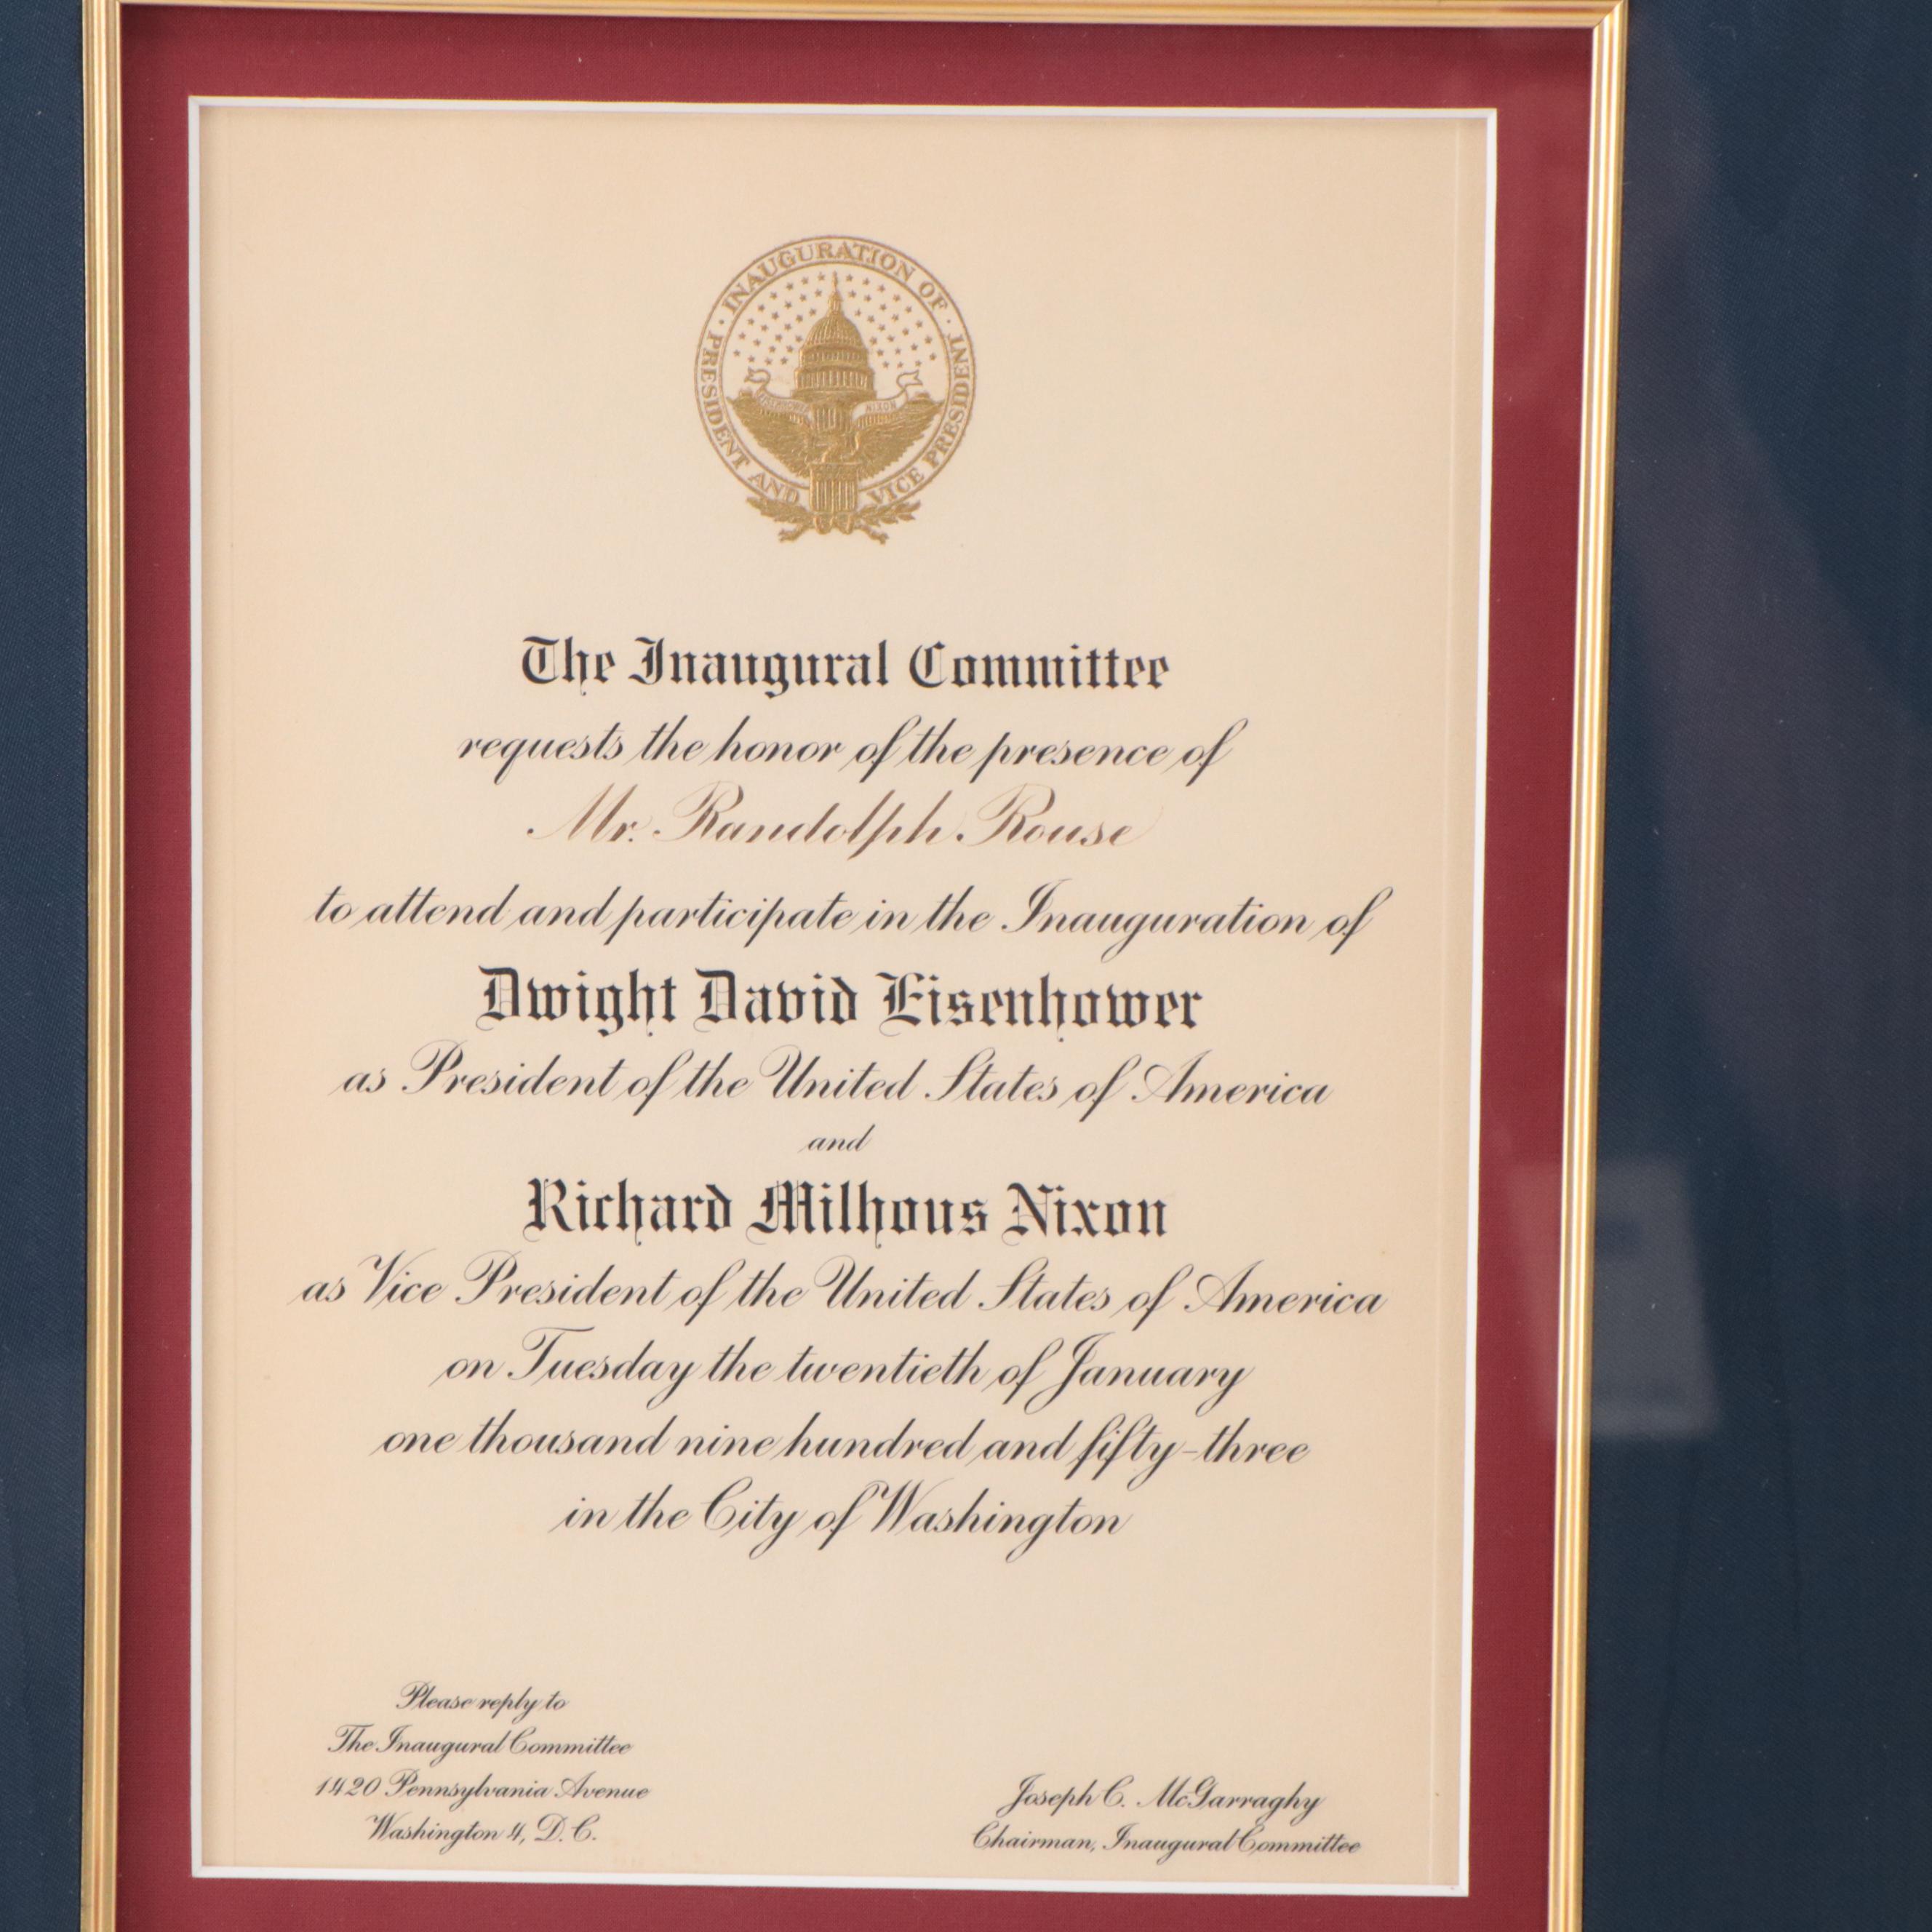 · INAUGURATION OF · PRESIDENT AND VICE PRESIDENT
EISENHOWER NIXON
The Inaugural Committee
requests the honor of the presence of
Mr. Randolph Rouse
to attend and participate in the Inauguration of
Dwight David Eisenhower
as President of the United States of America
and
Richard Milhous Nixon
as Vice President of the United States of America
on Tuesday the twentieth of January
one thousand nine hundred and fifty-three
in the City of Washington
Please reply to
The Inaugural Committee
1420 Pennsylvania Avenue
Washington 4, D.C.
Joseph C. McGarraghy
Chairman, Inaugural Committee